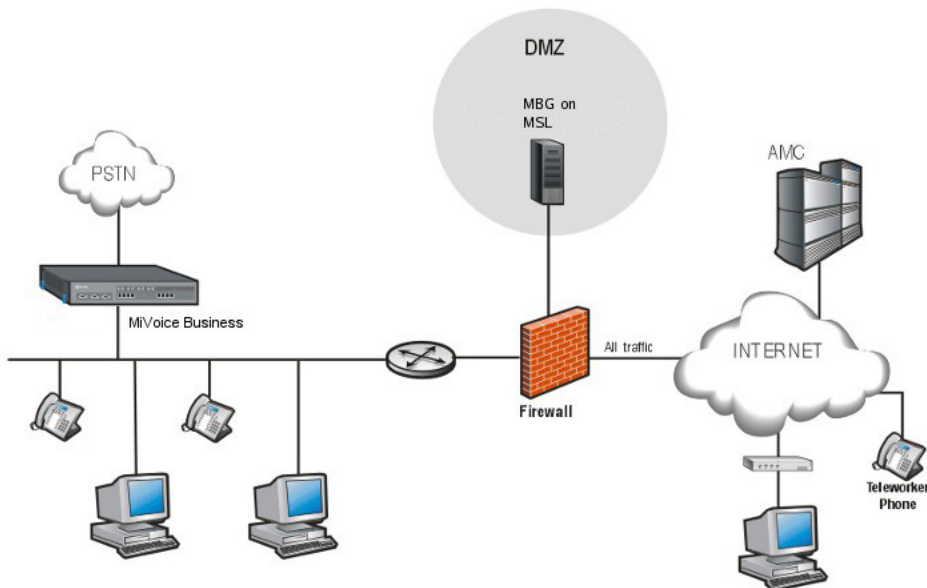 DMZ
MBG on
MSL
AMC
PSTN
MiVoice Business
INTERNET
All traffic
Firewall
Teleworker
Phone